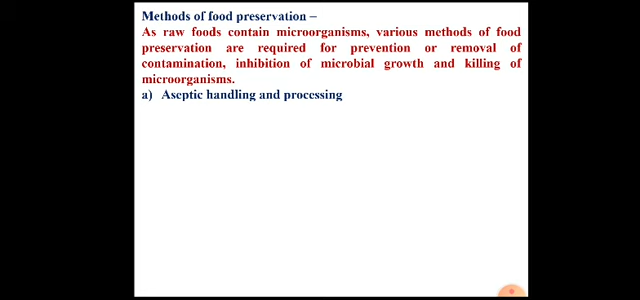 Methods of food preservation –
As raw foods contain microorganisms, various methods of food
preservation are required for prevention or removal of
contamination, inhibition of microbial growth and killing of
microorganisms.
a) Aseptic handling and processing